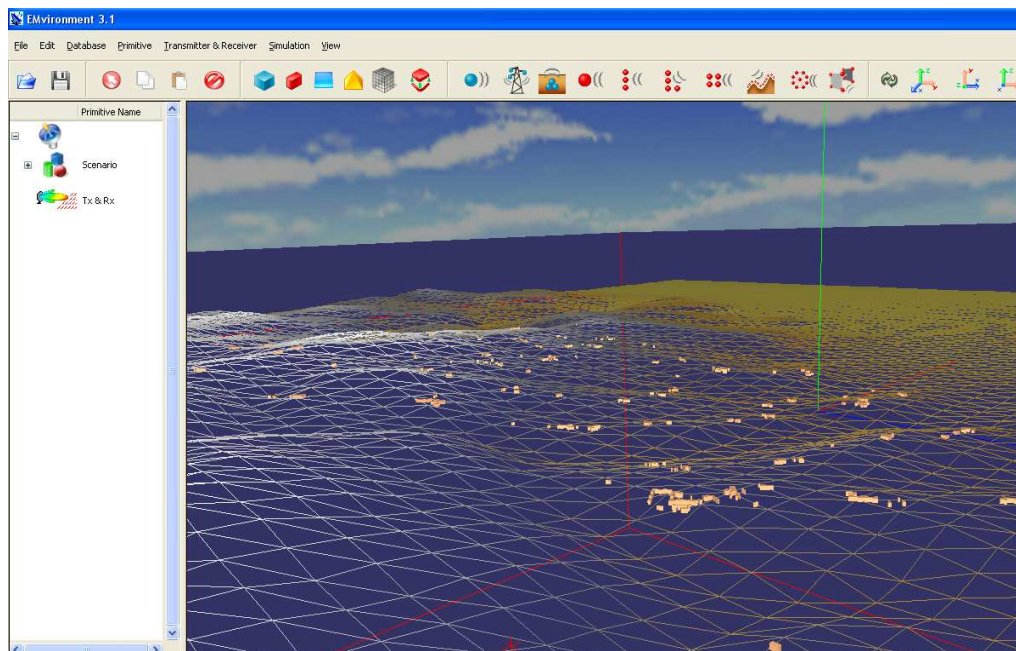 EMvironment 3.1
File Edit Database Primitive Transmitter & Receiver Simulation View
Primitive Name
Scenario
Tx & Rx